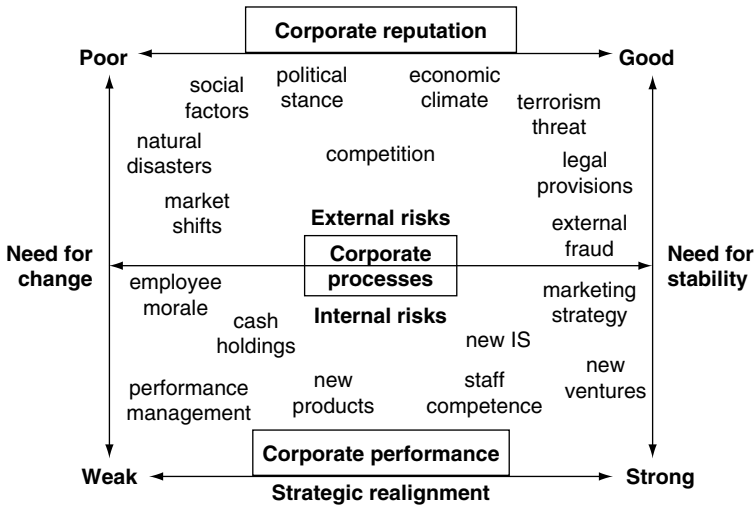 Corporate reputation
Poor
Good
social
factors
political
stance
economic
climate
terrorism
threat
natural
disasters
competition
legal
provisions
market
shifts
External risks
external
fraud
Need for
change
Corporate
processes
Need for
stability
employee
morale
Internal risks
marketing
strategy
cash
holdings
new IS
performance
management
new
products
staff
competence
new
ventures
Corporate performance
Weak
Strong
Strategic realignment